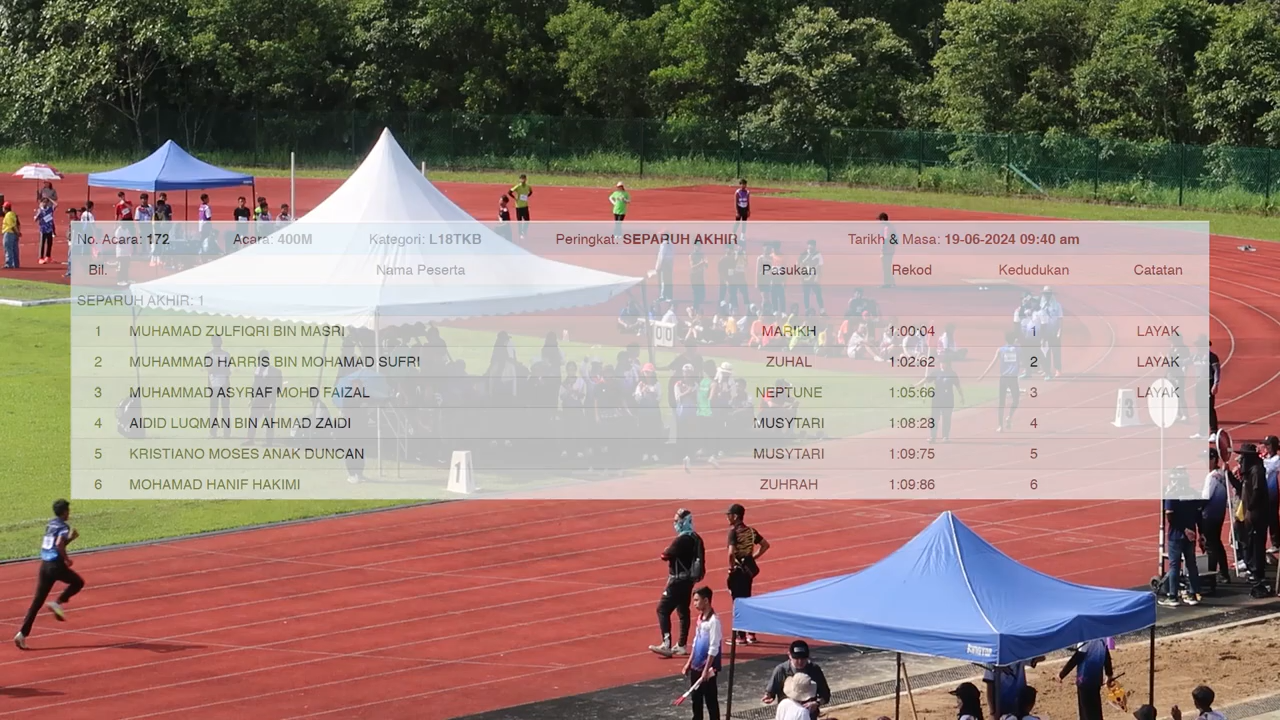 No. Acara: 172 Acara: 400M Kategori: L18TKB Peringkat: SEPARUH AKHIR Tarikh & Masa: 19-06-2024 09:40 am
Bil. Nama Peserta Pasukan Rekod Kedudukan Catatan
SEPARUH AKHIR: 1
1 MUHAMAD ZULFIQRI BIN MASRI MARIKH 1:00:04 1 LAYAK
2 MUHAMMAD HARRIS BIN MOHAMAD SUFRI ZUHAL 1:02:62 2 LAYAK
3 MUHAMMAD ASYRAF MOHD FAIZAL NEPTUNE 1:05:66 3 LAYAK
4 AIDID LUQMAN BIN AHMAD ZAIDI MUSYTARI 1:08:28 4
5 KRISTIANO MOSES ANAK DUNCAN MUSYTARI 1:09:75 5
6 MOHAMAD HANIF HAKIMI ZUHRAH 1:09:86 6
3
1